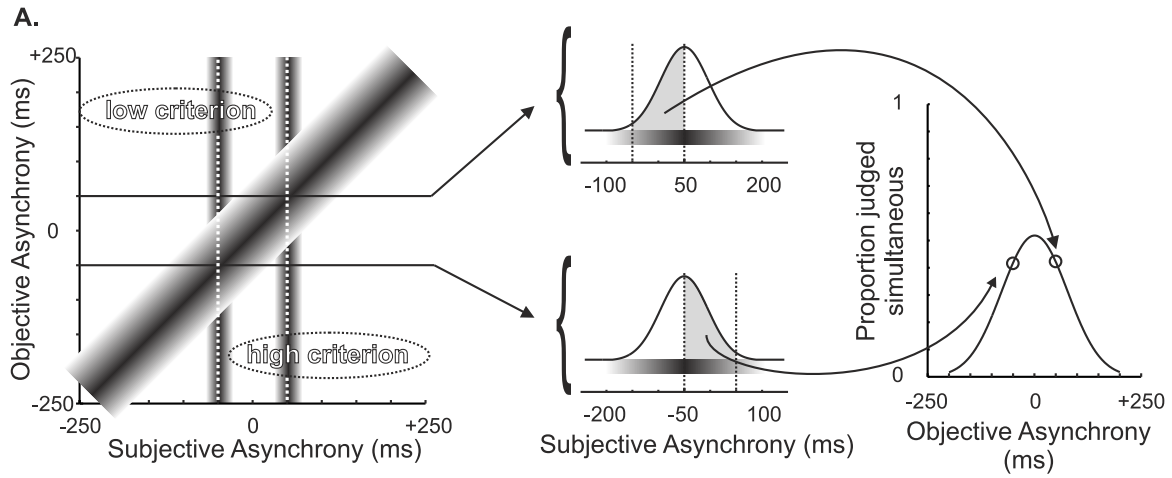 A.
+250
0
-250
Objective Asynchrony (ms)
low criterion
high criterion
-250 0 +250
Subjective Asynchrony (ms)
-100 50 200
-200 -50 100
Subjective Asynchrony (ms)
1
0
Proportion judged
simultaneous
-250 0 +250
Objective Asynchrony
(ms)